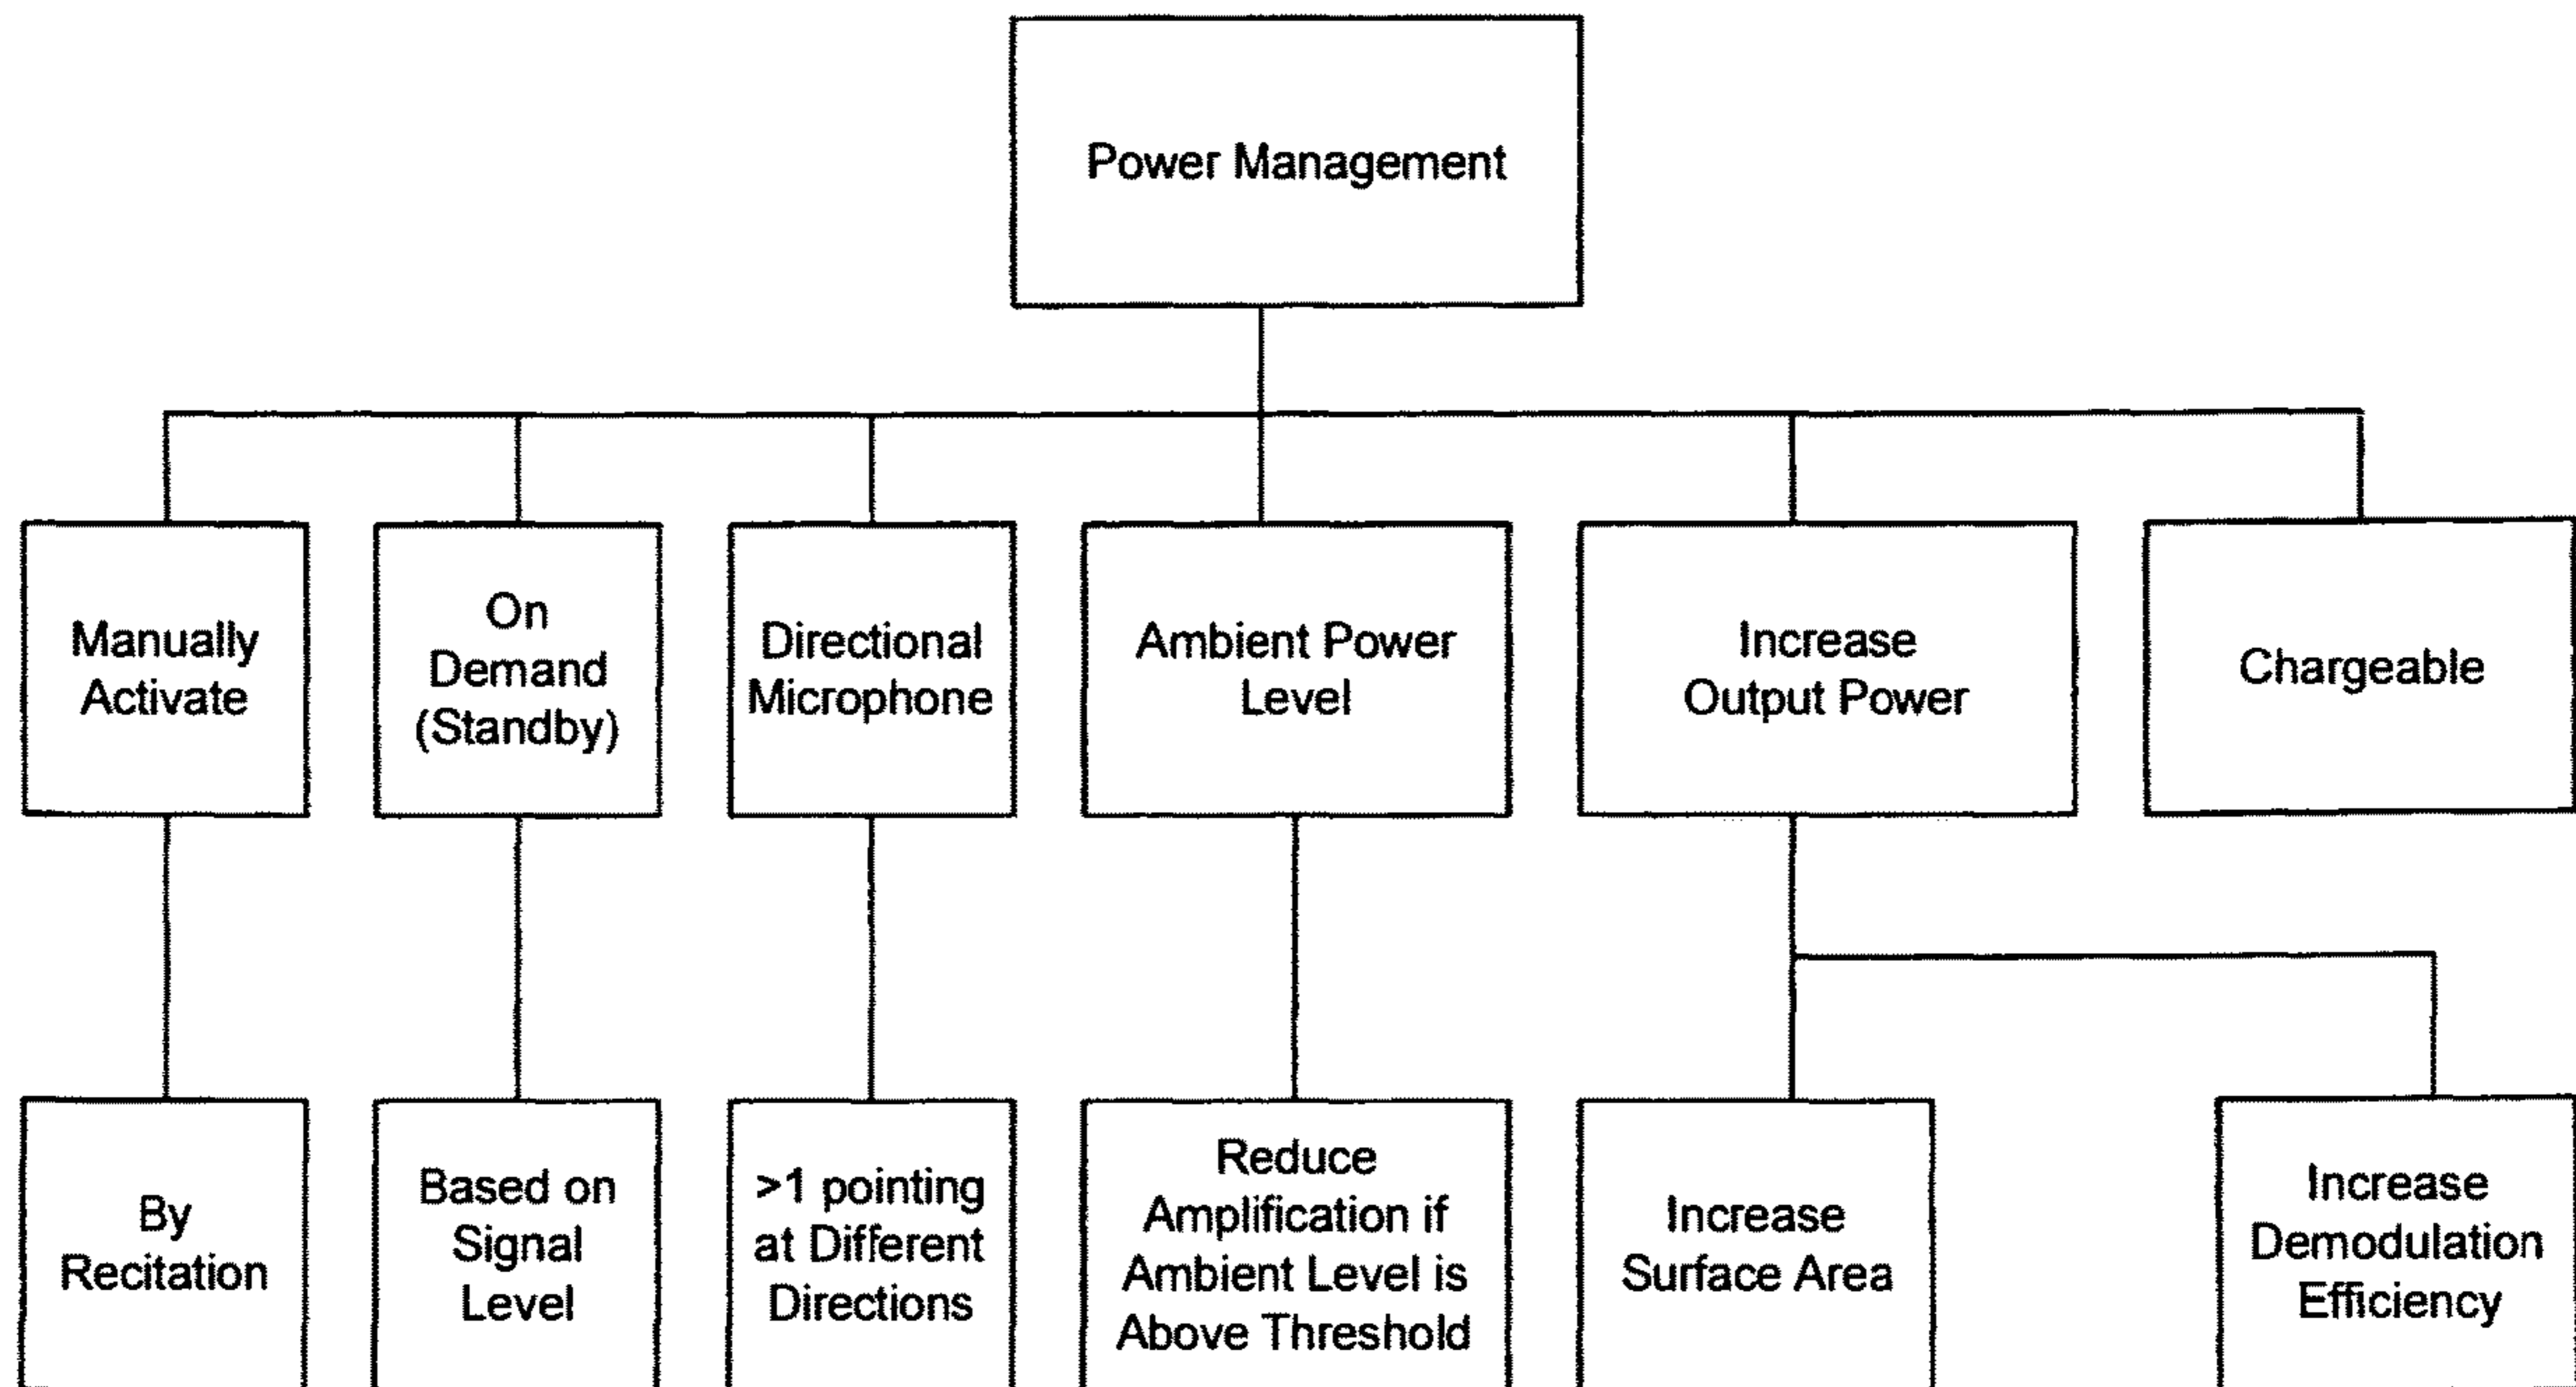 Power Management
Manually
Activate
On
Demand
(Standby)
Directional
Microphone
Ambient Power
Level
Increase
Output Power
Chargeable
By
Recitation
Based on
Signal
Level
>1 pointing
at Different
Directions
Reduce
Amplification if
Ambient Level is
Above Threshold
Increase
Surface Area
Increase
Demodulation
Efficiency